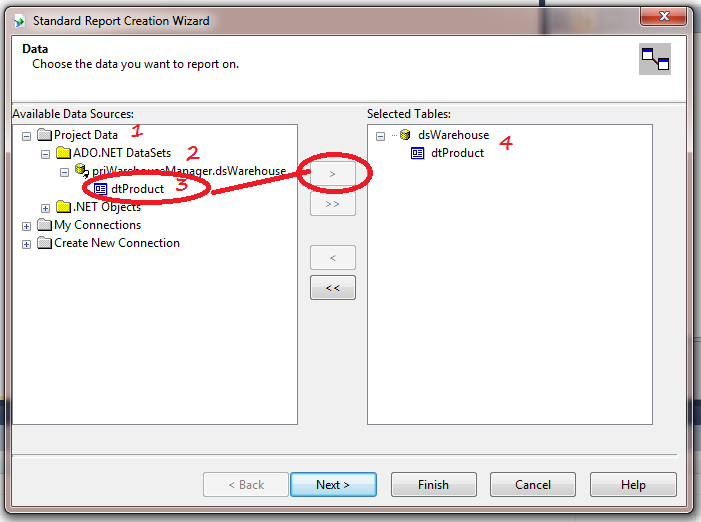 Standard Report Creation Wizard
Data
Choose the data you want to report on.
Available Data Sources:
Project Data 1
ADO.NET DataSets 2
priWarehouseManager.dsWarehouse
dtProduct 3
.NET Objects
My Connections
Create New Connection
>
>>
<
<<
Selected Tables:
dsWarehouse
dtProduct 4
< Back
Next >
Finish
Cancel
Help